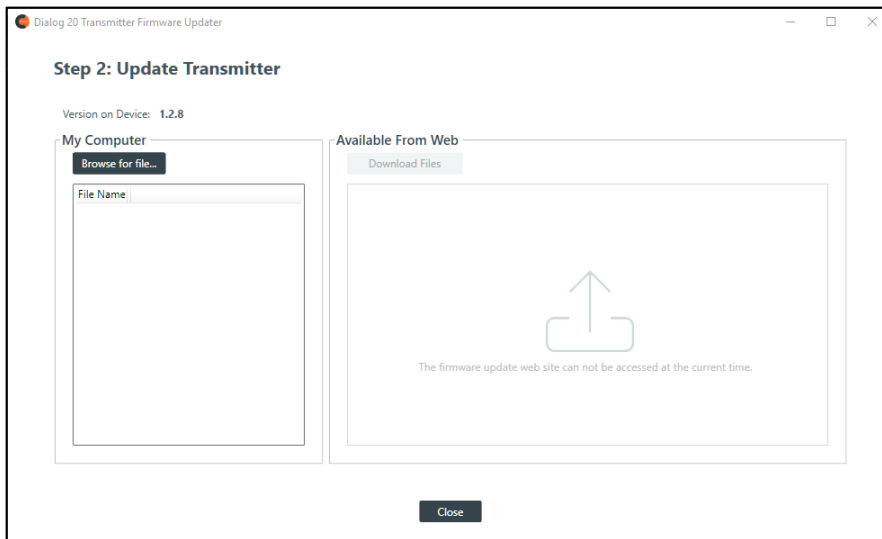 Dialog 20 Transmitter Firmware Updater
Step 2: Update Transmitter
Version on Device: 1.2.8
My Computer
Browse for file...
File Name
Available From Web
Download Files
The firmware update web site can not be accessed at the current time.
Close